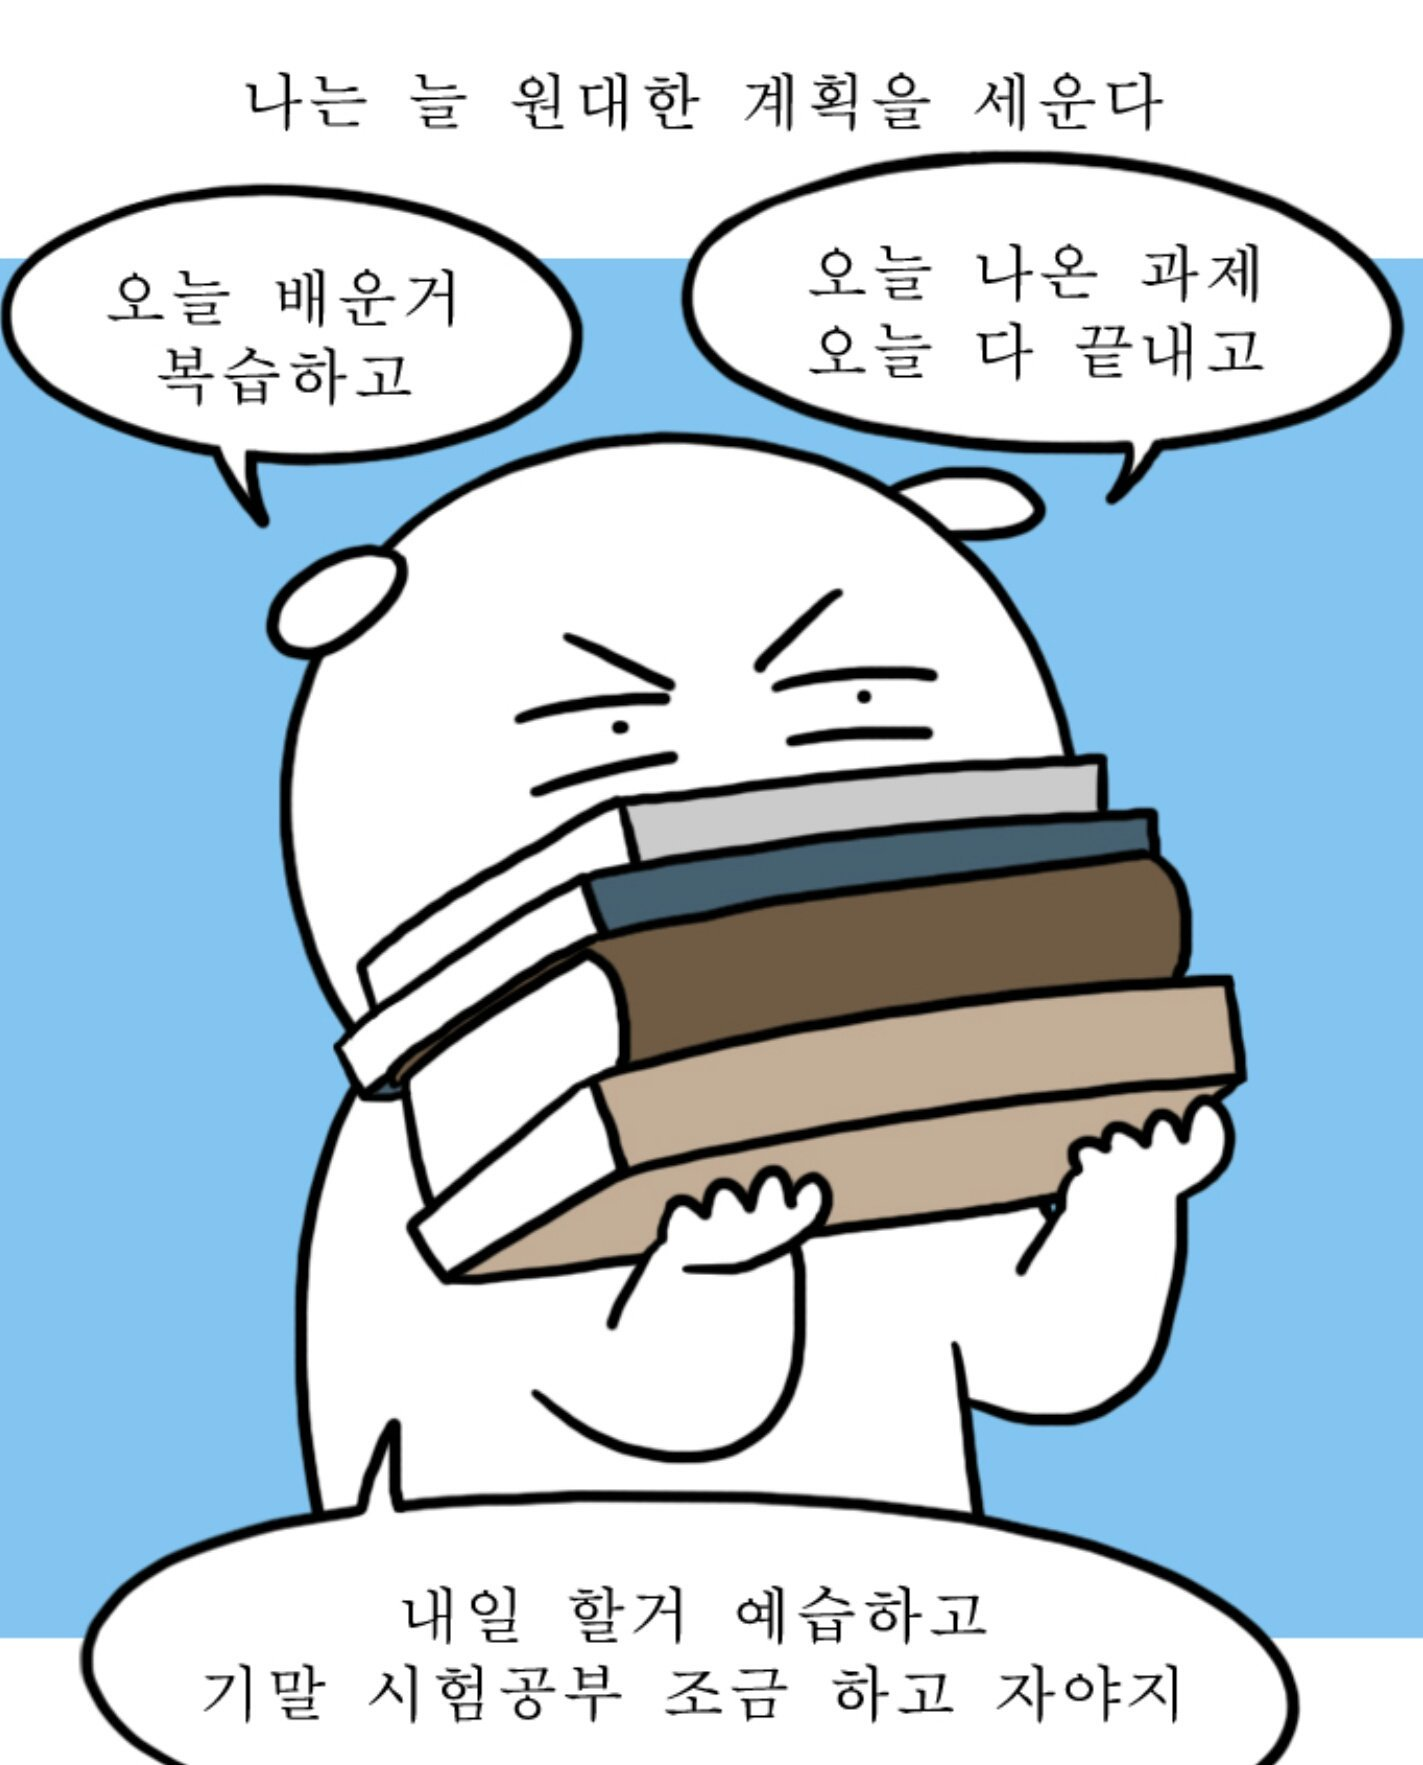 나는 늘 원대한 계획을 세운다
오늘 배운거
복습하고
오늘 나온 과제
오늘 다 끝내고
내일 할거 예습하고
기말 시험공부 조금 하고 자야지